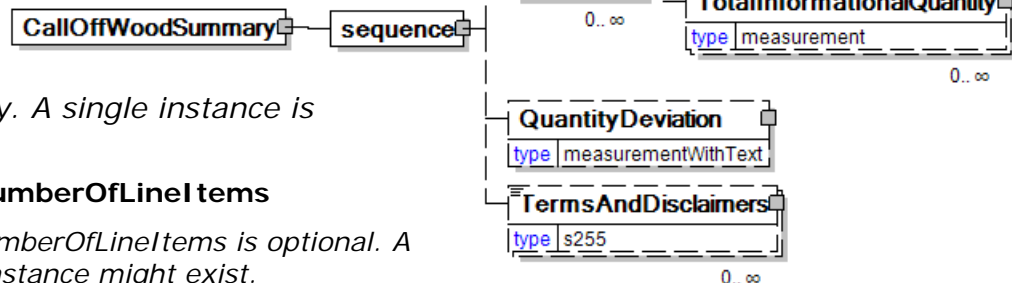 TotalInformationalQuantity
0.. ∞
CallOffWoodSummary
sequence
type measurement
0.. ∞
y. A single instance is
QuantityDeviation
type measurementWithText
umberOfLineItems
TermsAndDisclaimers
mberOfLineItems is optional. A
type s255
nstance might exist.
0.. ∞